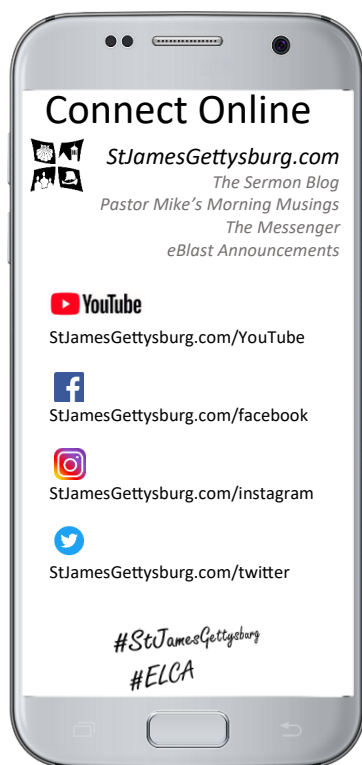 Connect Online
StJamesGettysburg.com
The Sermon Blog
Pastor Mike’s Morning Musings
The Messenger
eBlast Announcements
YouTube
StJamesGettysburg.com/YouTube
StJamesGettysburg.com/facebook
StJamesGettysburg.com/instagram
StJamesGettysburg.com/twitter
#StJamesGettysburg
#ELCA